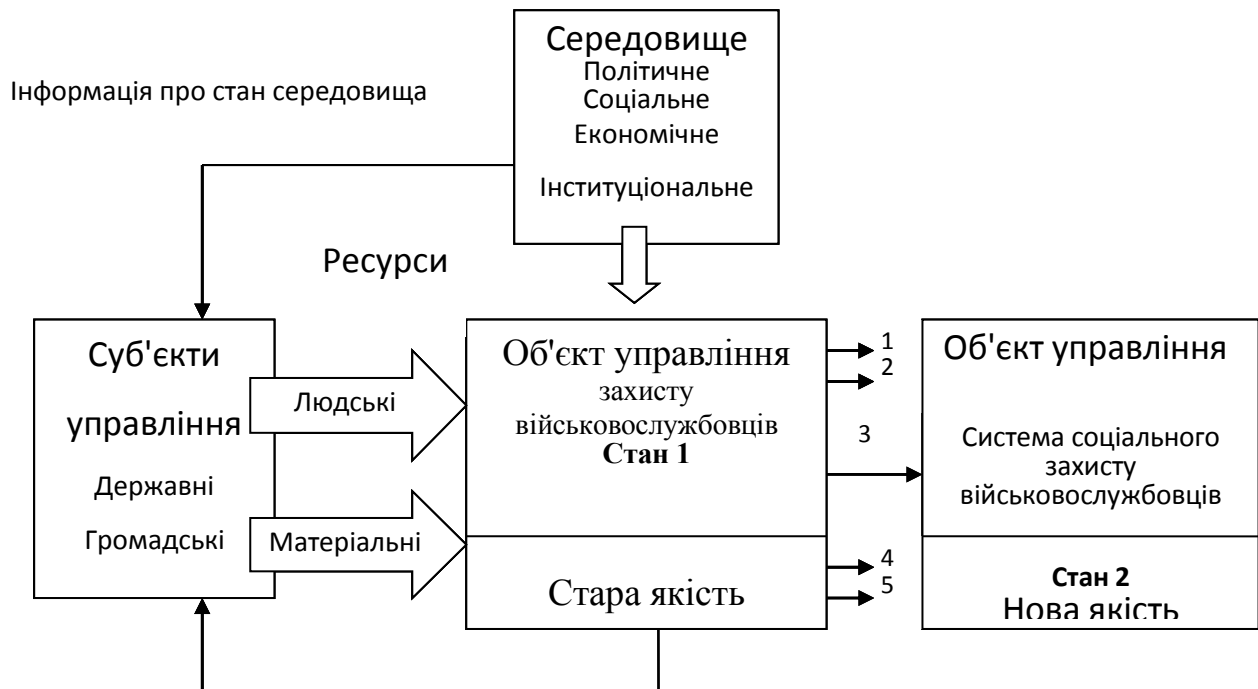 Середовище
Політичне
Соціальне
Економічне
Інституціональне
Інформація про стан середовища
Ресурси
Суб'єкти
управління
Державні
Громадські
Людські
Матеріальні
Об'єкт управління
захисту
військовослужбовців
Стан 1
Стара якість
1
2
3
4
5
Об'єкт управління
Система соціального
захисту
військовослужбовців
Стан 2
Нова якість